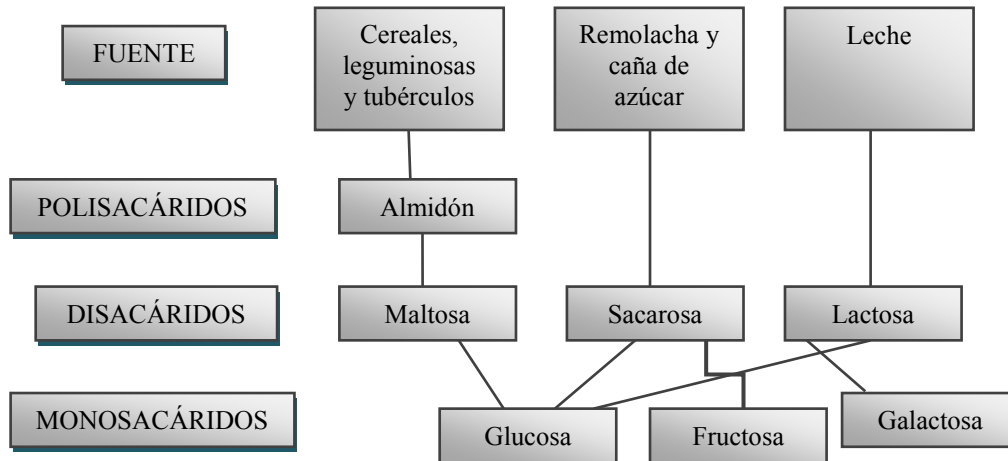 FUENTE
Cereales,
leguminosas
y tubérculos
Remolacha y
caña de
azúcar
Leche
POLISACÁRIDOS
Almidón
DISACÁRIDOS
Maltosa
Sacarosa
Lactosa
MONOSACÁRIDOS
Glucosa
Fructosa
Galactosa